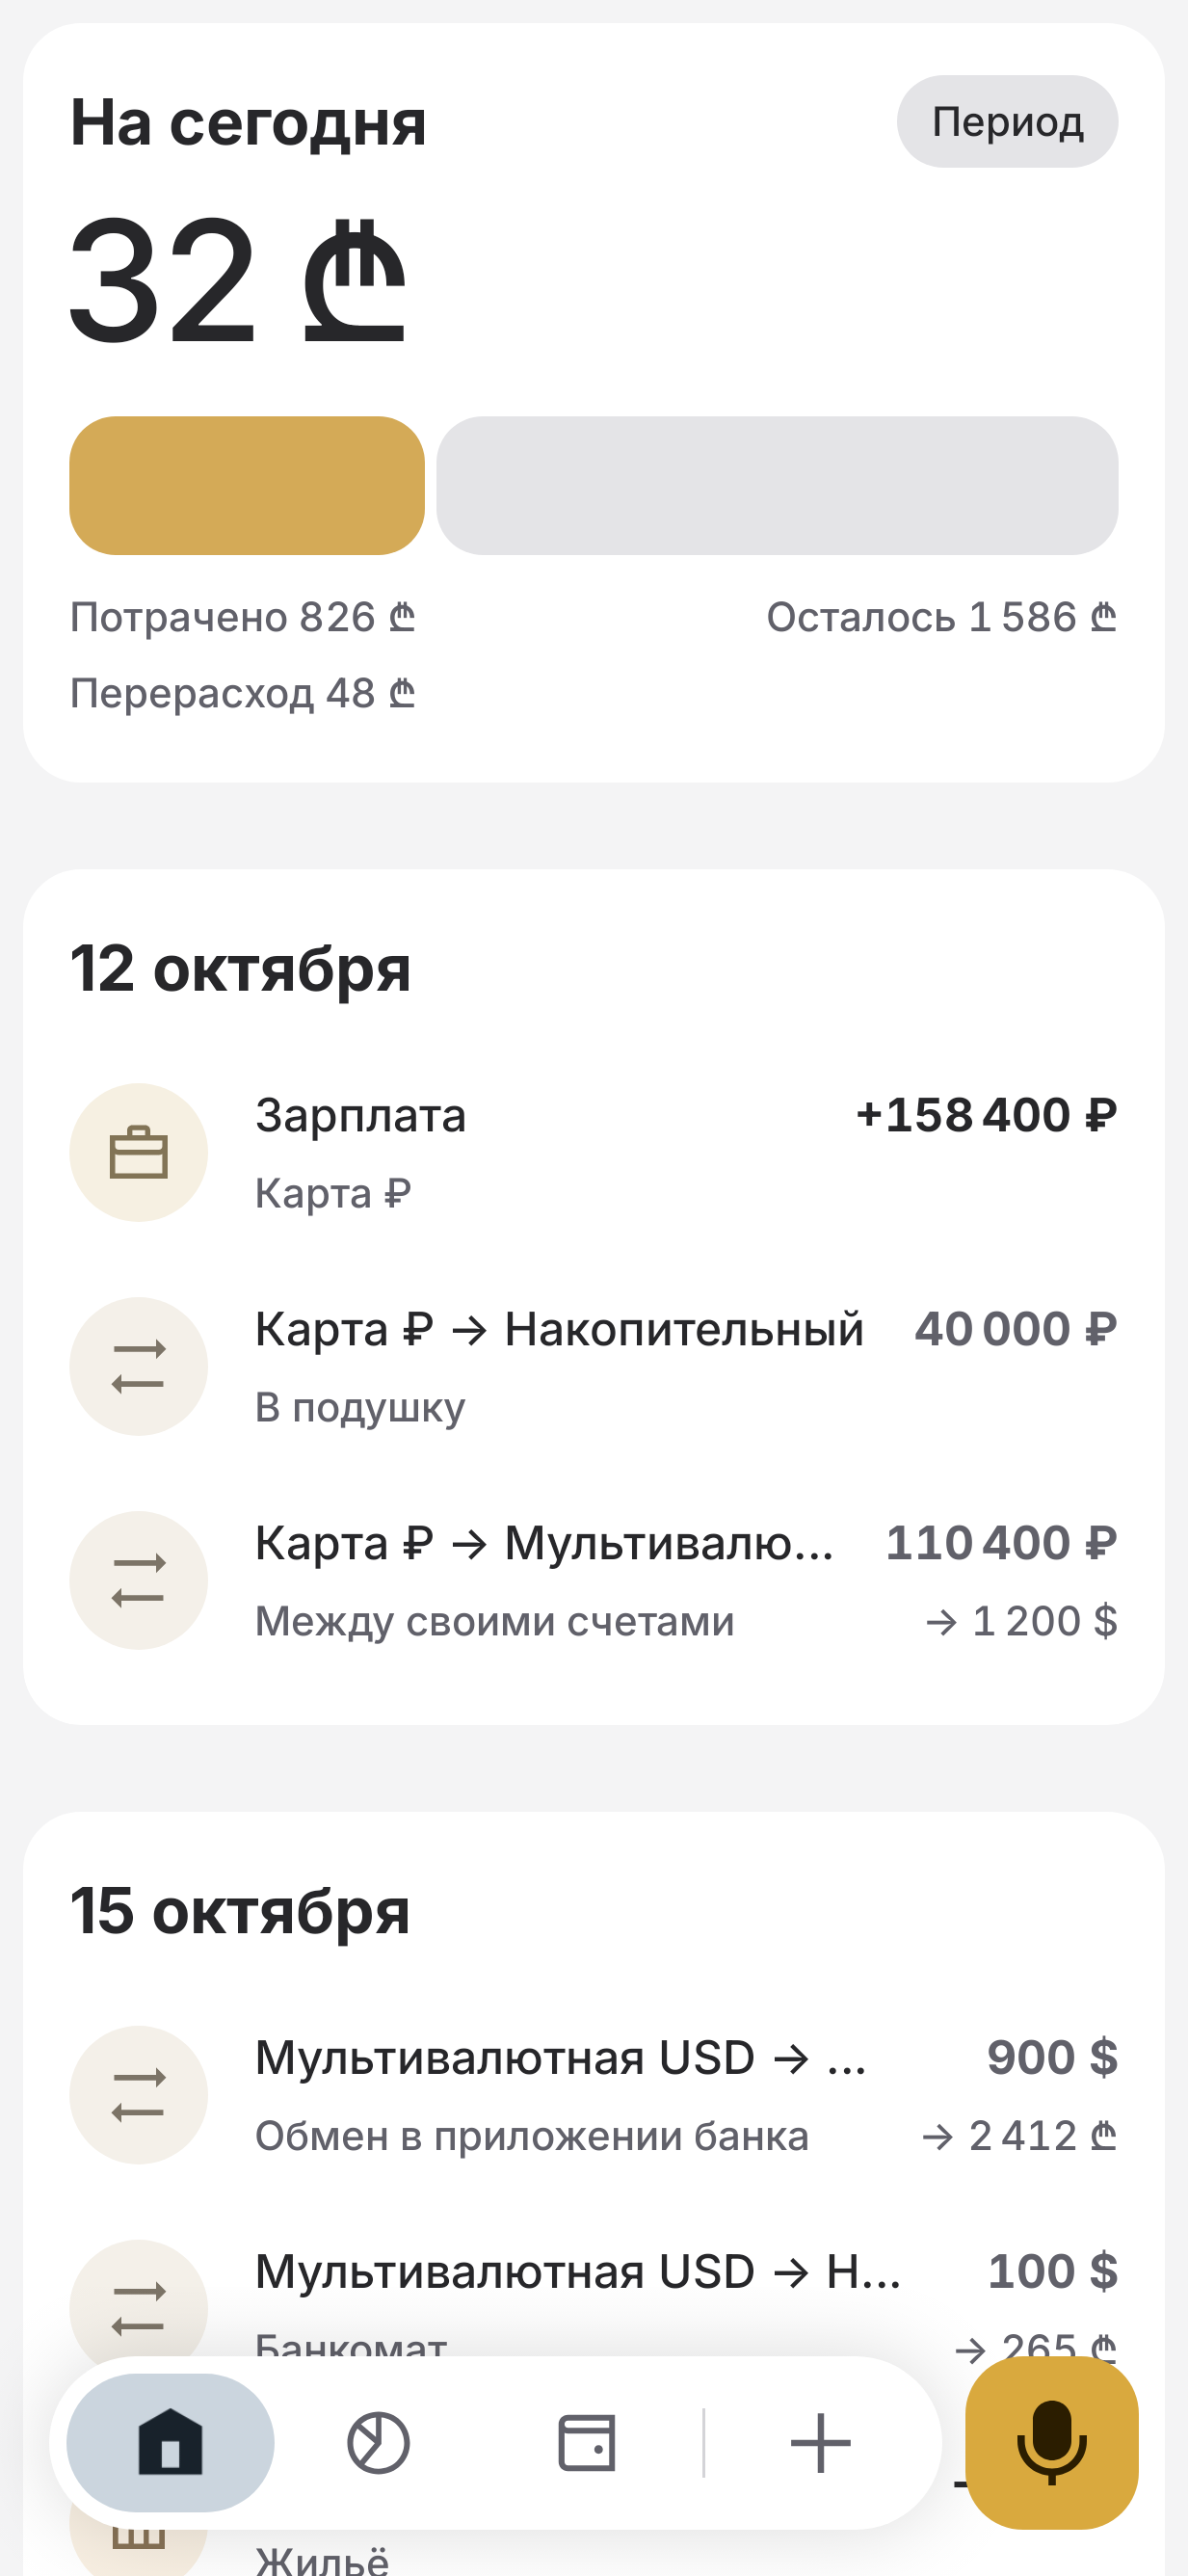 На сегодня
Период
32 ₾
Потрачено 826 ₾
Осталось 1 586 ₾
Перерасход 48 ₾
12 октября
Зарплата
+158 400 ₽
Карта ₽
Карта ₽ → Накопительный
40 000 ₽
В подушку
Карта ₽ → Мультивалю...
110 400 ₽
Между своими счетами
→ 1 200 $
15 октября
Мультивалютная USD → ...
900 $
Обмен в приложении банка
→ 2 412 ₾
Мультивалютная USD → Н...
100 $
Банкомат
→ 265 ₾
Жильё